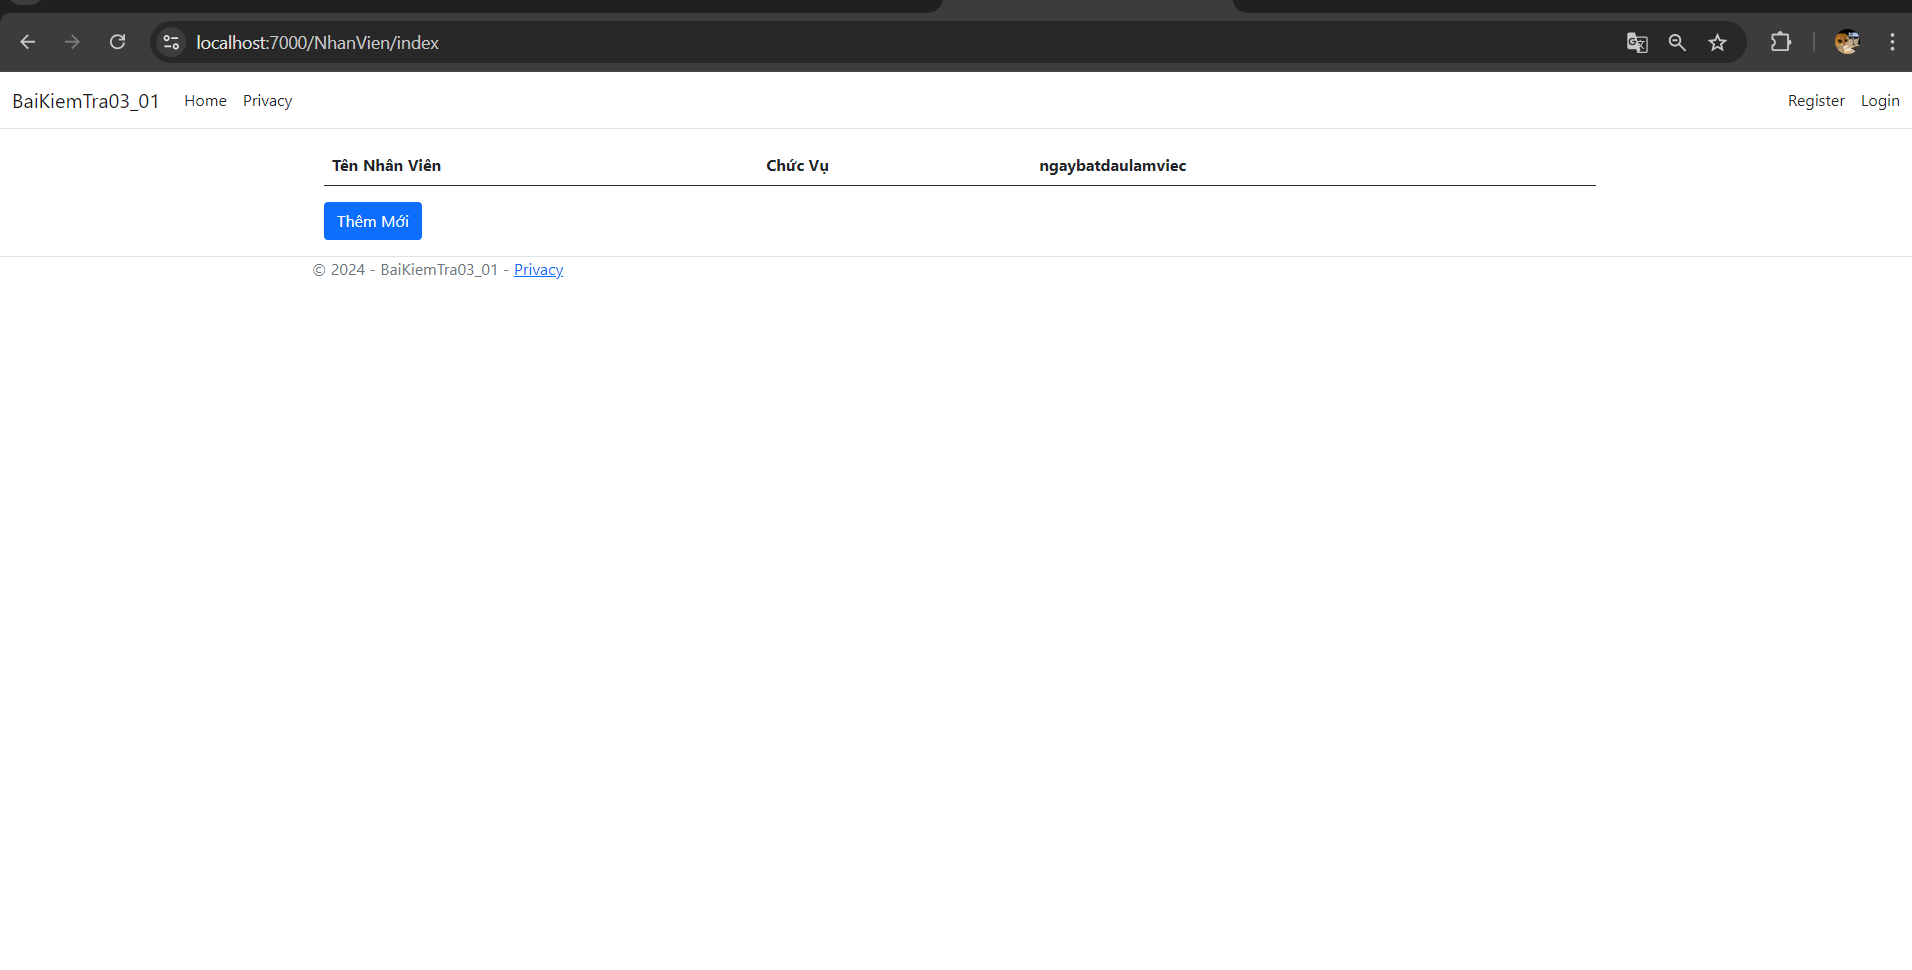 localhost:7000/NhanVien/index
BaiKiemTra03_01 Home Privacy Register Login
Tên Nhân Viên Chức Vụ ngaybatdaulamviec
Thêm Mới
© 2024 - BaiKiemTra03_01 - Privacy